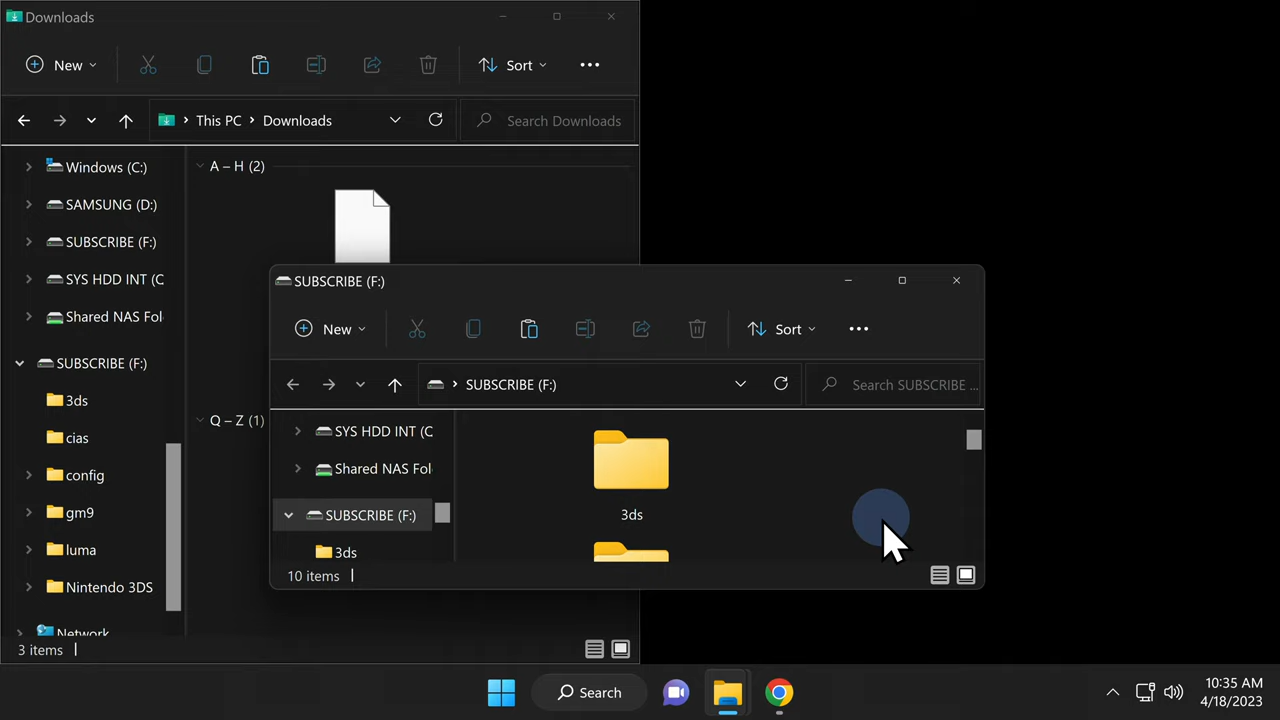 Downloads
New
Sort
This PC
Downloads
Search Downloads
Windows (C:)
SAMSUNG (D:)
SUBSCRIBE (F:)
SYS HDD INT (C
Shared NAS Fol
SUBSCRIBE (F:)
3ds
cias
config
gm9
luma
Nintendo 3DS
Network
A – H (2)
Q – Z (1)
3 items
SUBSCRIBE (F:)
New
Sort
SUBSCRIBE (F:)
Search SUBSCRIBE ...
SYS HDD INT (C
Shared NAS Fol
SUBSCRIBE (F:)
3ds
3ds
10 items
Search
10:35 AM
4/18/2023